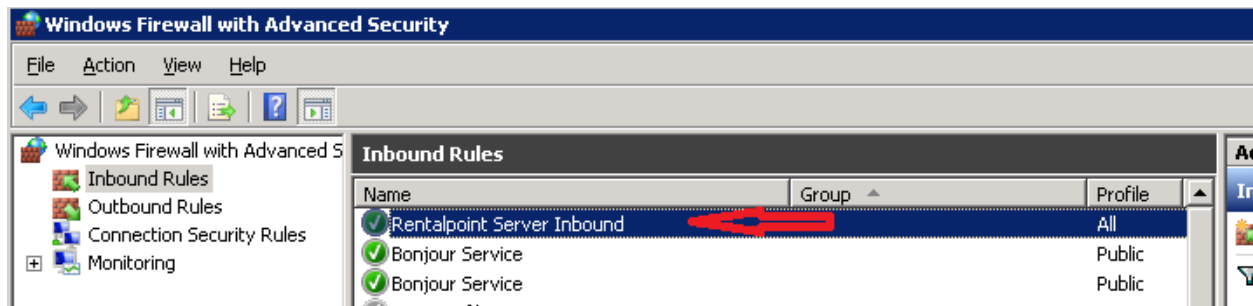 Windows Firewall with Advanced Security
File Action View Help
Windows Firewall with Advanced S
Inbound Rules
Outbound Rules
Connection Security Rules
Monitoring
Inbound Rules
Name Group Profile
Rentalpoint Server Inbound All
Bonjour Service Public
Bonjour Service Public